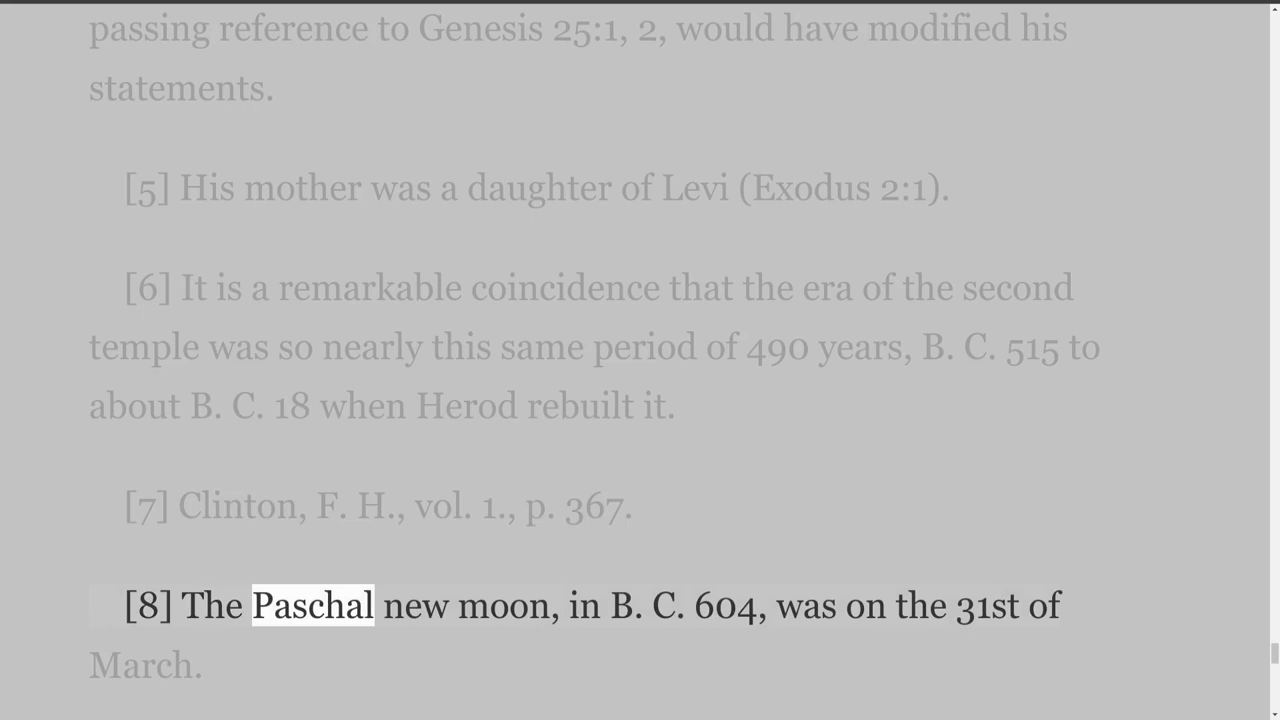 passing reference to Genesis 25:1, 2, would have modified his
statements.
[5] His mother was a daughter of Levi (Exodus 2:1).
[6] It is a remarkable coincidence that the era of the second
temple was so nearly this same period of 490 years, B. C. 515 to
about B. C. 18 when Herod rebuilt it.
[7] Clinton, F. H., vol. 1., p. 367.
[8] The Paschal new moon, in B. C. 604, was on the 31st of
March.